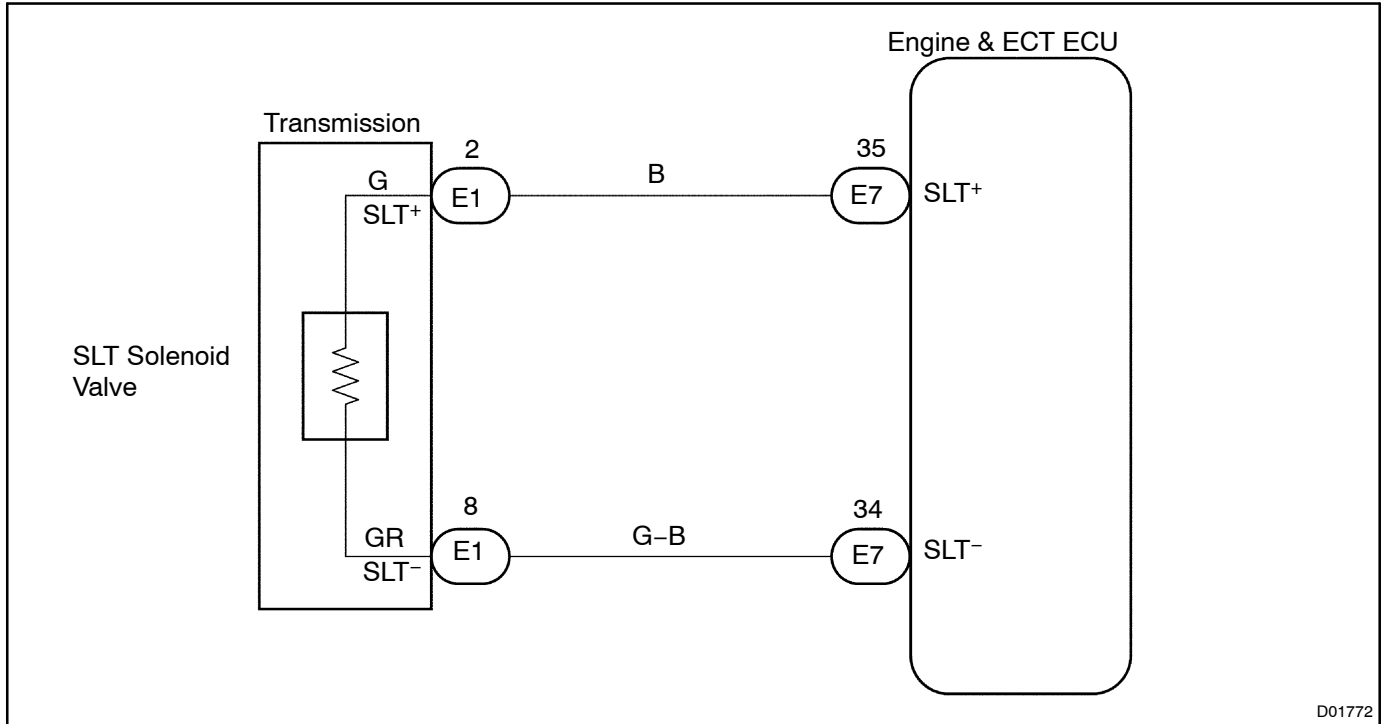 Engine & ECT ECU
Transmission
2
35
G
B
SLT+
E1
E7
SLT+
SLT Solenoid
Valve
8
34
GR
G−B
SLT−
E1
E7
SLT−
D01772